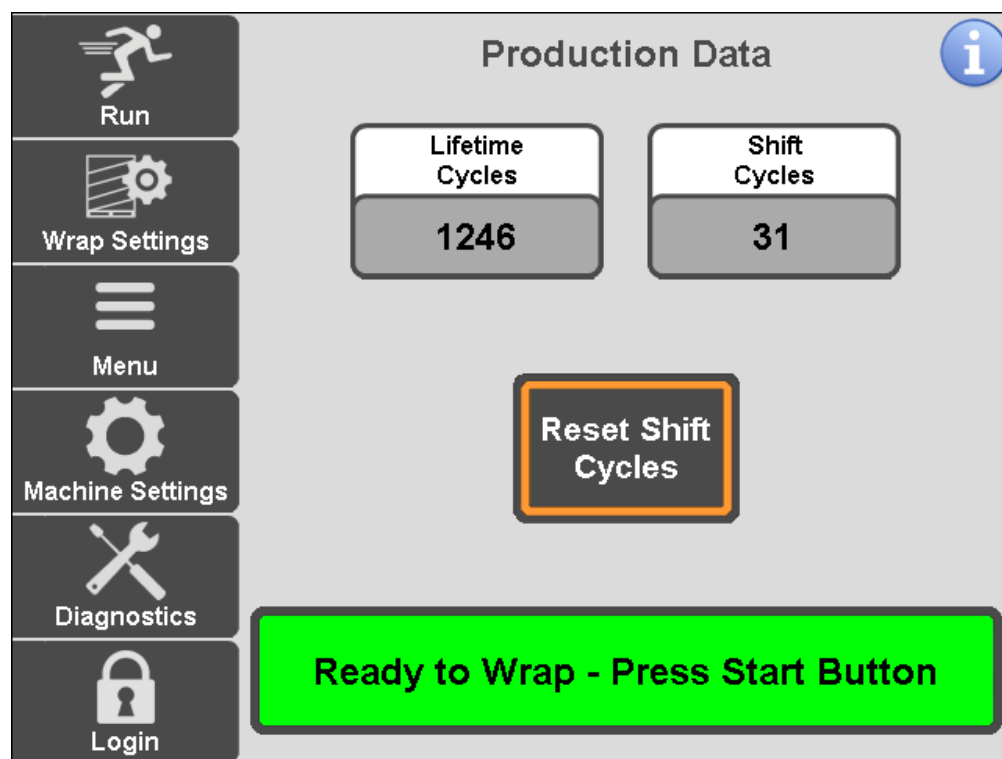 Run
Wrap Settings
Menu
Machine Settings
Diagnostics
Login
Production Data
i
Lifetime
Cycles
1246
Shift
Cycles
31
Reset Shift
Cycles
Ready to Wrap - Press Start Button